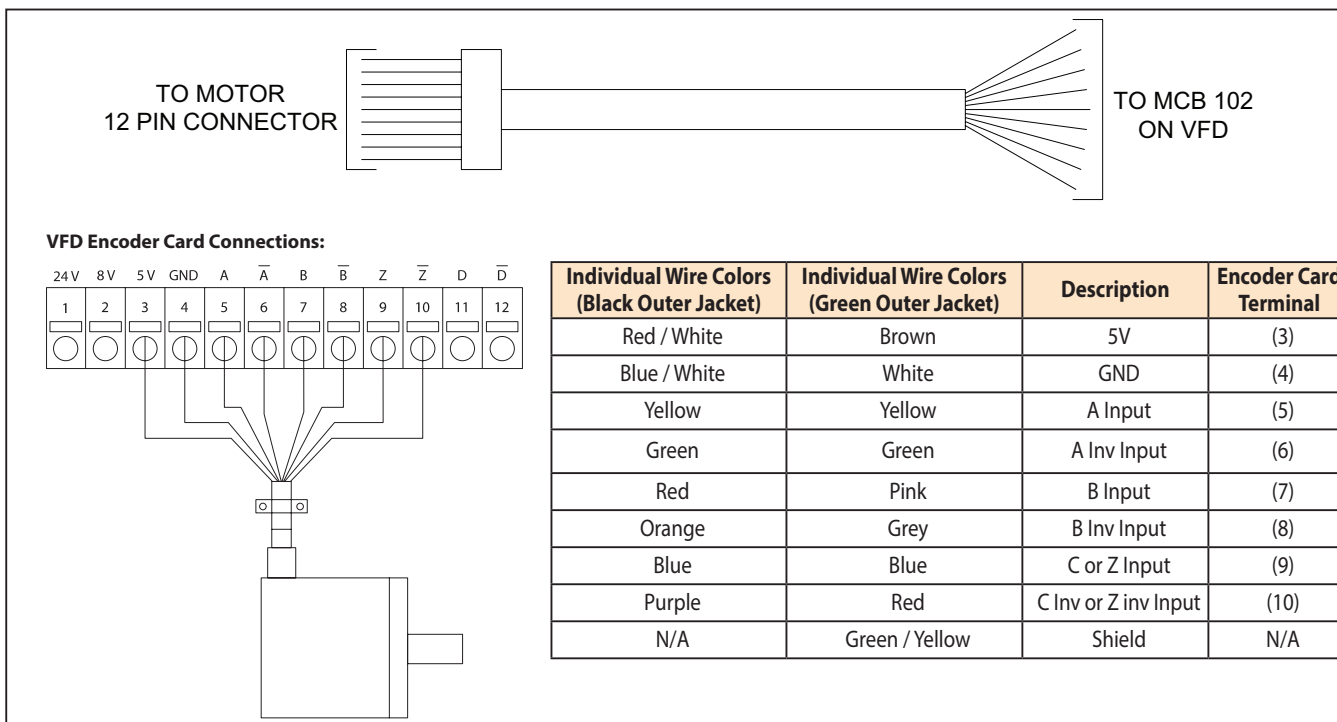 TO MOTOR
12 PIN CONNECTOR
TO MCB 102
ON VFD
VFD Encoder Card Connections:
24 V 8 V 5 V GND A A̅ B B̅ Z Z̅ D D̅
1 2 3 4 5 6 7 8 9 10 11 12
Individual Wire Colors (Black Outer Jacket) Individual Wire Colors (Green Outer Jacket) Description Encoder Card Terminal
Red / White Brown 5V (3)
Blue / White White GND (4)
Yellow Yellow A Input (5)
Green Green A Inv Input (6)
Red Pink B Input (7)
Orange Grey B Inv Input (8)
Blue Blue C or Z Input (9)
Purple Red C Inv or Z inv Input (10)
N/A Green / Yellow Shield N/A